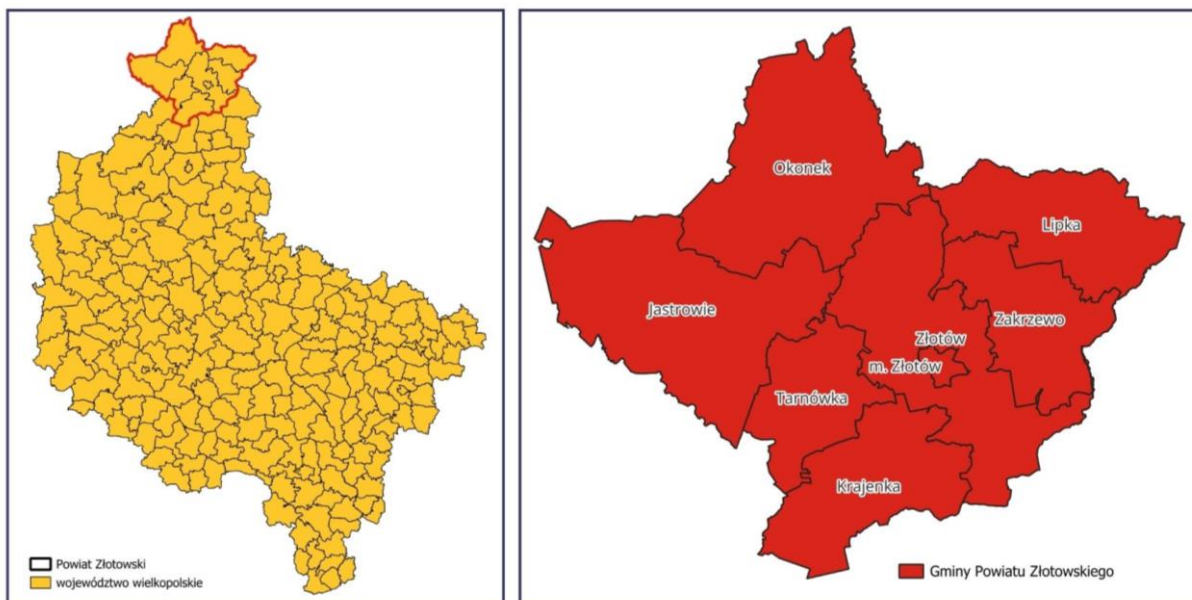 Powiat Złotowski
województwo wielkopolskie
Okonek
Lipka
Jastrowie
Zakrzewo
Złotów
m. Złotów
Tarnówka
Krajenka
Gminy Powiatu Złotowskiego